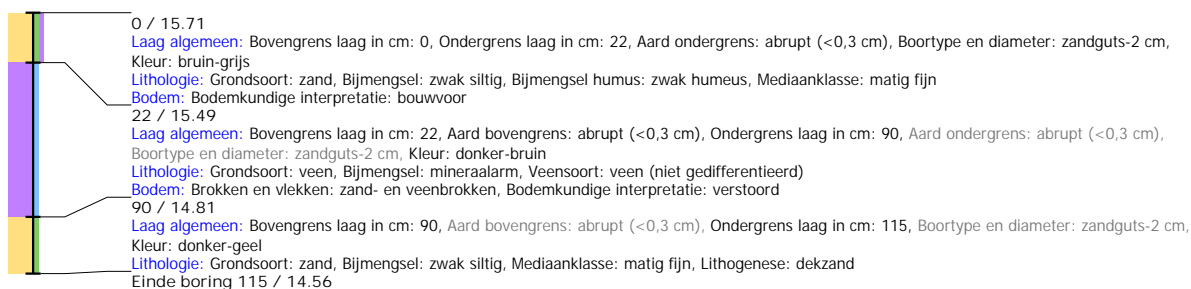 0 / 15.71
Laag algemeen: Bovengrens laag in cm: 0, Ondergrens laag in cm: 22, Aard ondergrens: abrupt (<0,3 cm), Boortype en diameter: zandguts-2 cm,
Kleur: bruin-grijs
Lithologie: Grondsoort: zand, Bijmengsel: zwak siltig, Bijmengsel humus: zwak humeus, Mediaanklasse: matig fijn
Bodem: Bodemkundige interpretatie: bouwvoor
22 / 15.49
Laag algemeen: Bovengrens laag in cm: 22, Aard bovengrens: abrupt (<0,3 cm), Ondergrens laag in cm: 90, Aard ondergrens: abrupt (<0,3 cm),
Boortype en diameter: zandguts-2 cm, Kleur: donker-bruin
Lithologie: Grondsoort: veen, Bijmengsel: mineraalarm, Veensoort: veen (niet gedifferentieerd)
Bodem: Brokken en vlekken: zand- en veenbrokken, Bodemkundige interpretatie: verstoord
90 / 14.81
Laag algemeen: Bovengrens laag in cm: 90, Aard bovengrens: abrupt (<0,3 cm), Ondergrens laag in cm: 115, Boortype en diameter: zandguts-2 cm,
Kleur: donker-geel
Lithologie: Grondsoort: zand, Bijmengsel: zwak siltig, Mediaanklasse: matig fijn, Lithogenese: dekzand
Einde boring 115 / 14.56